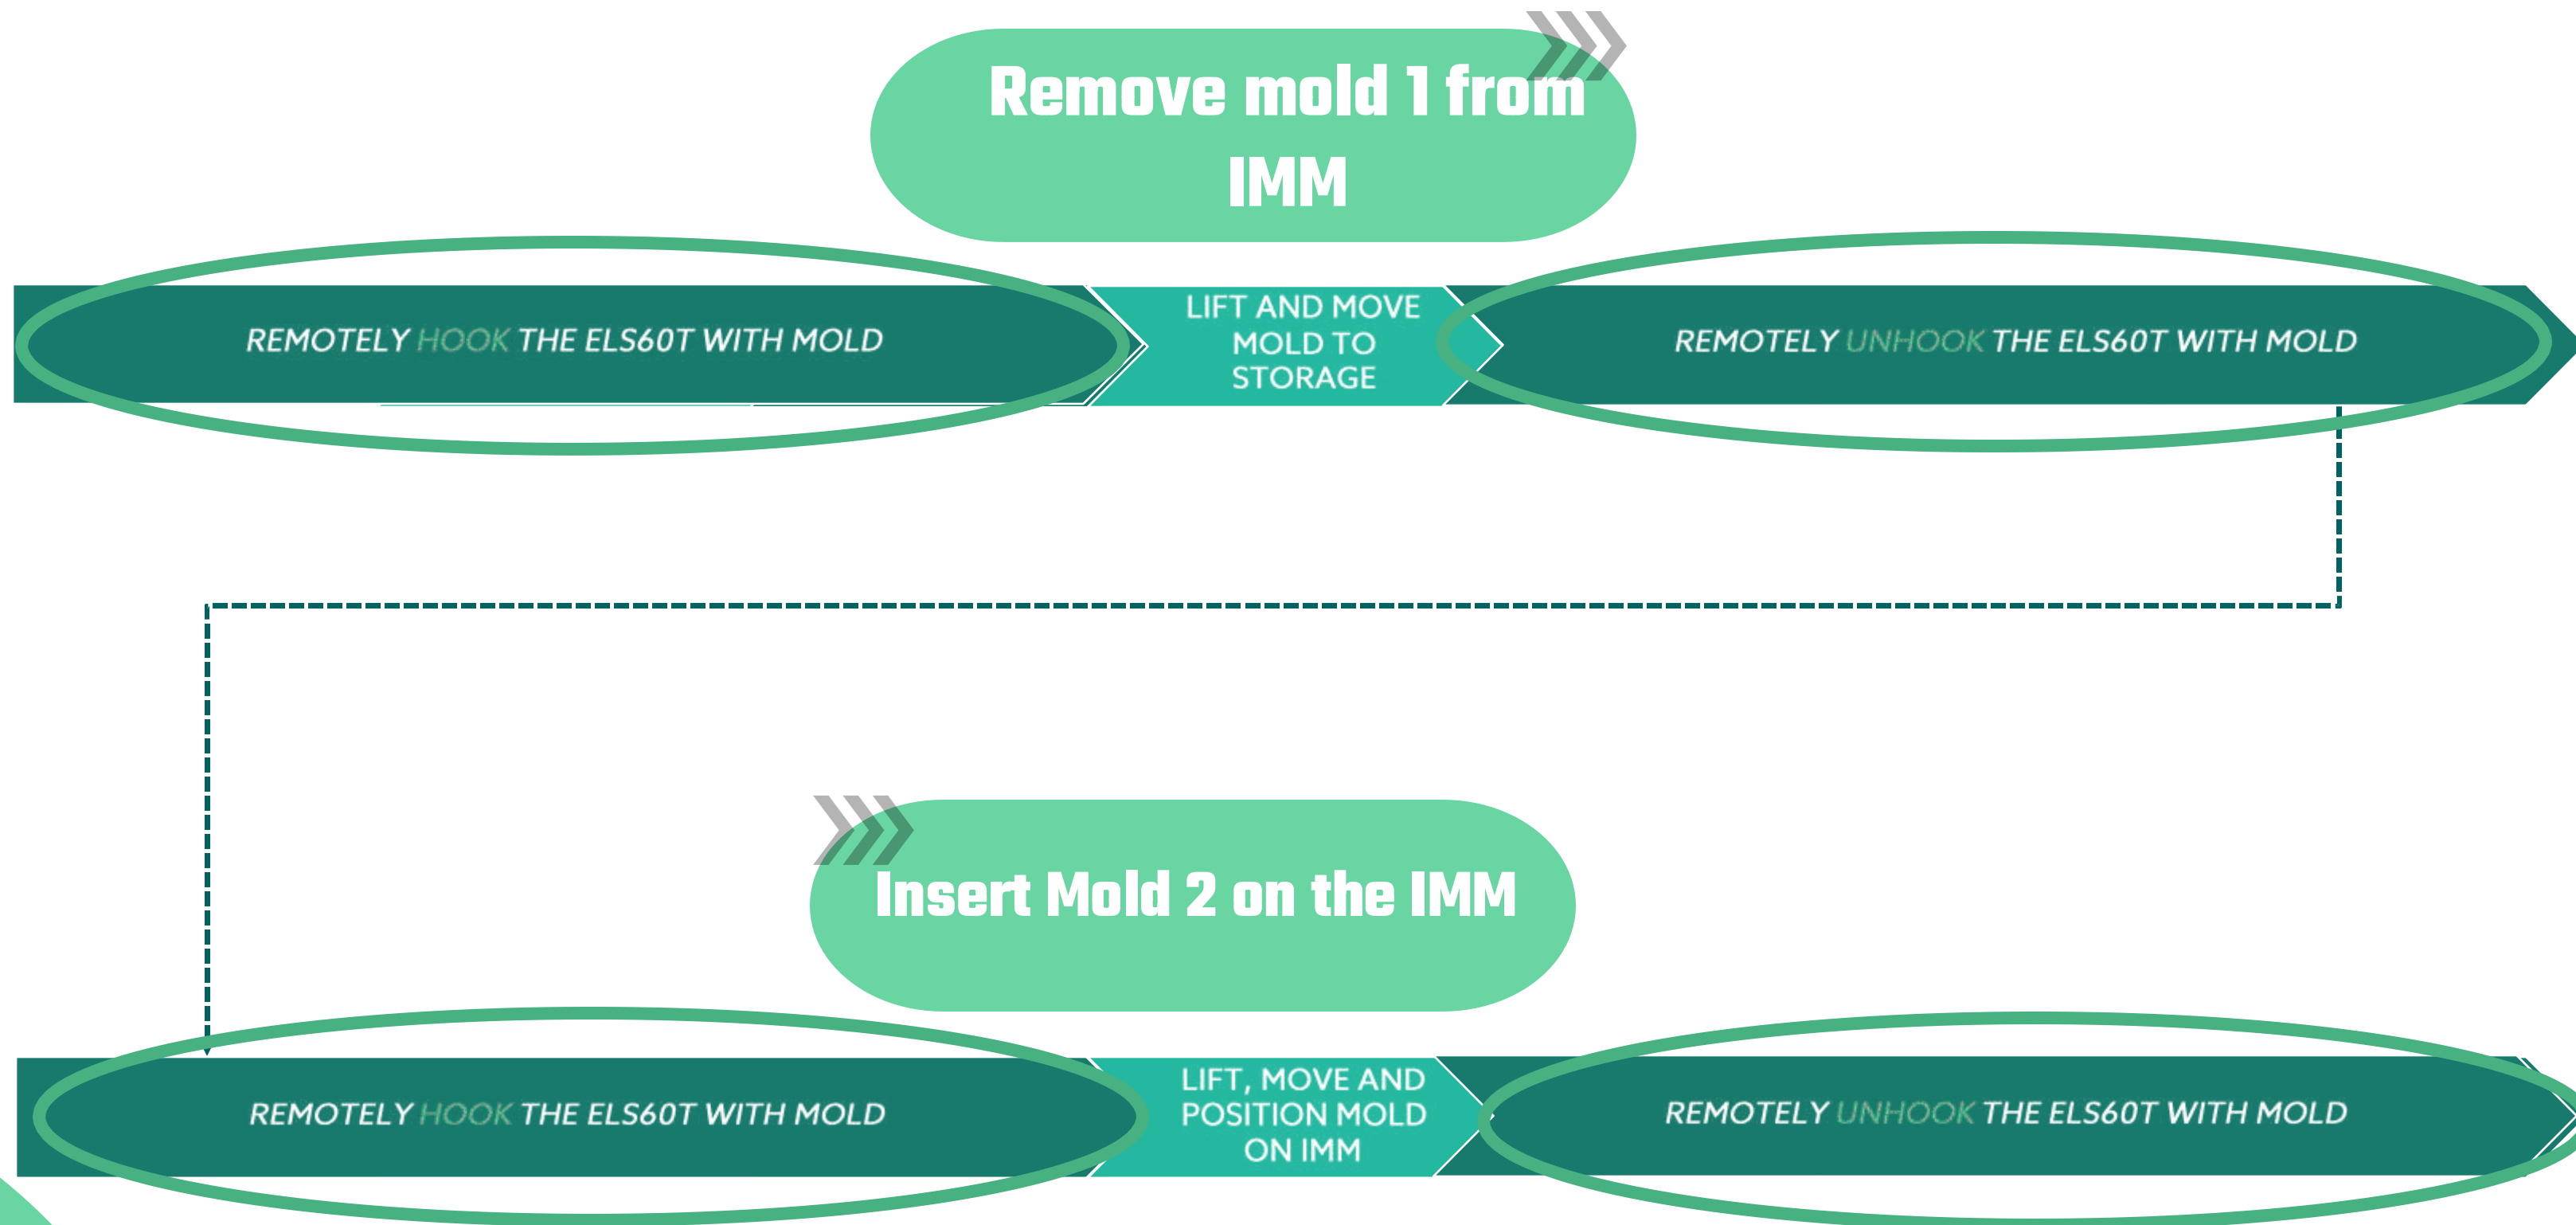 Remove mold 1 from
IMM
REMOTELY HOOK THE ELS60T WITH MOLD
LIFT AND MOVE
MOLD TO
STORAGE
REMOTELY UNHOOK THE ELS60T WITH MOLD
Insert Mold 2 on the IMM
REMOTELY HOOK THE ELS60T WITH MOLD
LIFT, MOVE AND
POSITION MOLD
ON IMM
REMOTELY UNHOOK THE ELS60T WITH MOLD